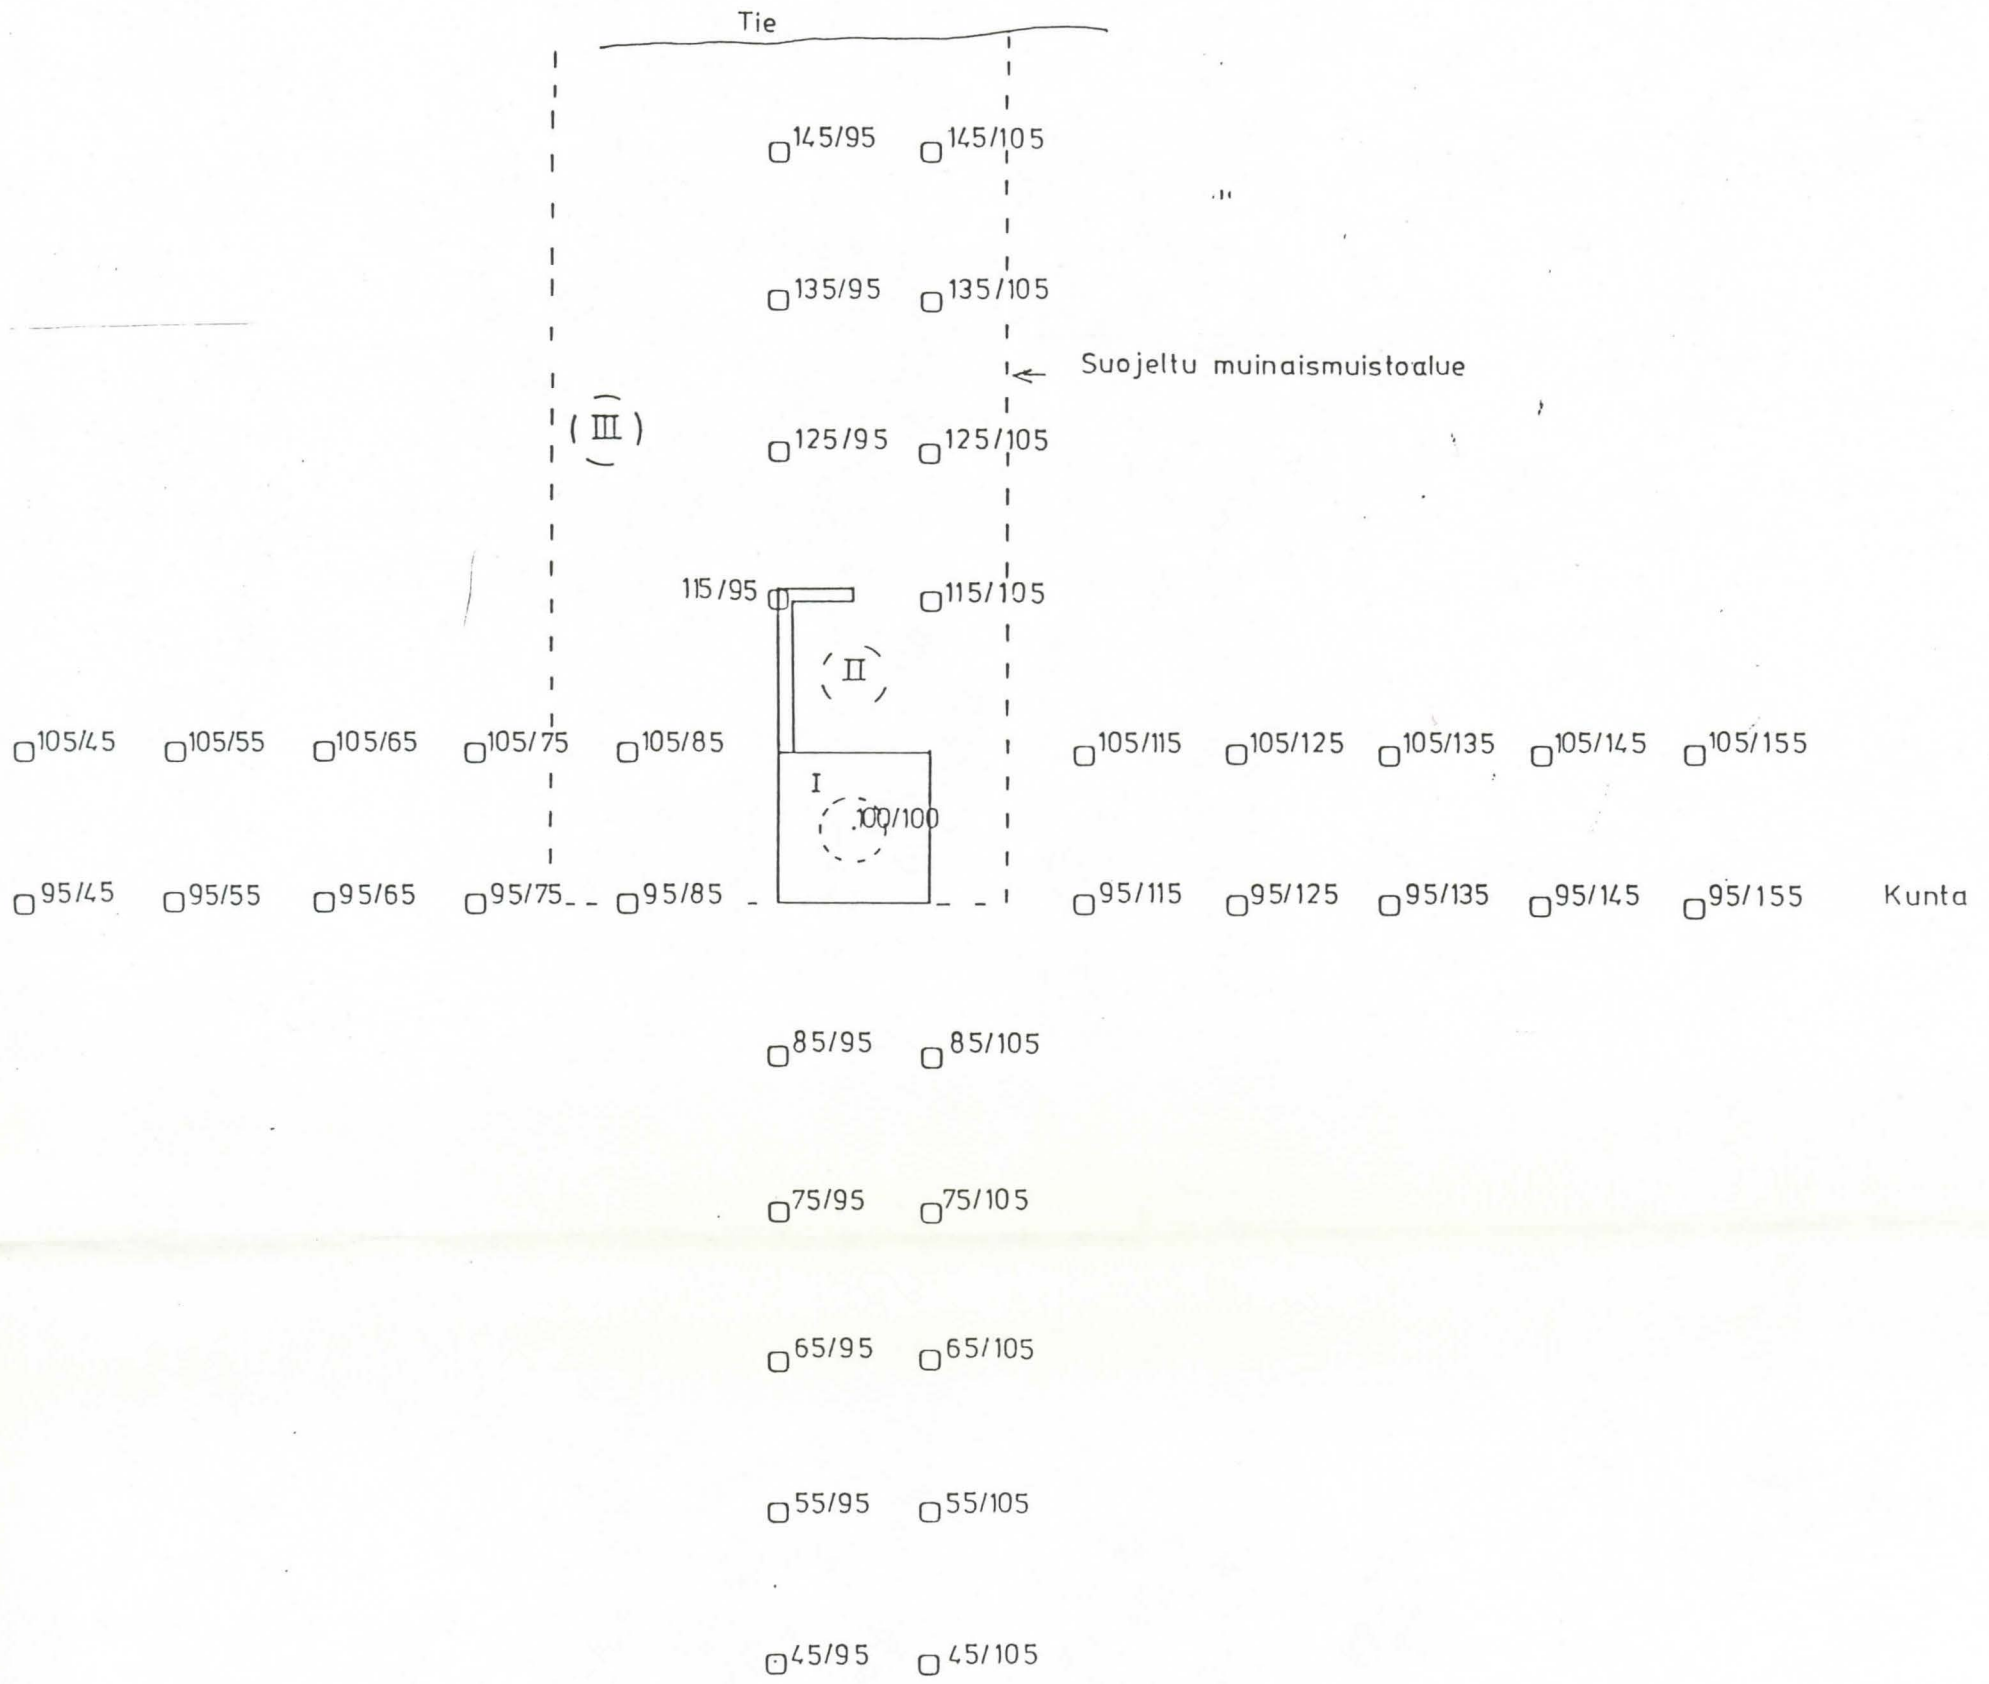 Tie
145/95 145/105
135/95 135/105
Suojeltu muinaismuistoalue
III
125/95 125/105
115/95 115/105
II
105/45 105/55 105/65 105/75 105/85 105/115 105/125 105/135 105/145 105/155
I
100/100
95/45 95/55 95/65 95/75 95/85 95/115 95/125 95/135 95/145 95/155 Kunta
85/95 85/105
75/95 75/105
65/95 65/105
55/95 55/105
45/95 45/105